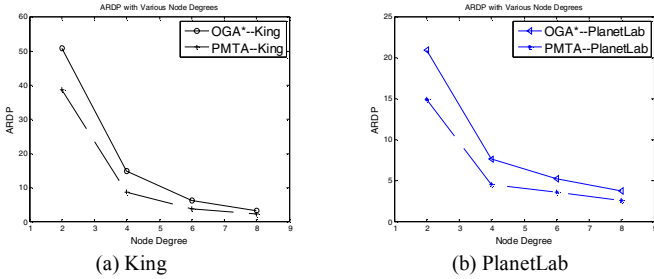 ARDP with Various Node Degrees
60
50
40
30
20
10
0
ARDP
OGA*--King
PMTA--King
1 2 3 4 5 6 7 8 9
Node Degree
(a) King
ARDP with Various Node Degrees
25
20
15
10
5
0
ARDP
OGA*--PlanetLab
PMTA--PlanetLab
1 2 3 4 5 6 7 8 9
Node Degree
(b) PlanetLab